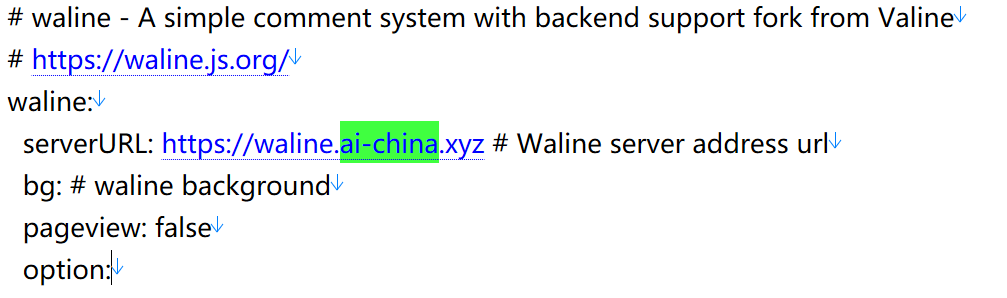 # waline - A simple comment system with backend support fork from Valine
# https://waline.js.org/
waline:
  serverURL: https://waline.ai-china.xyz # Waline server address url
  bg: # waline background
  pageview: false
  option: